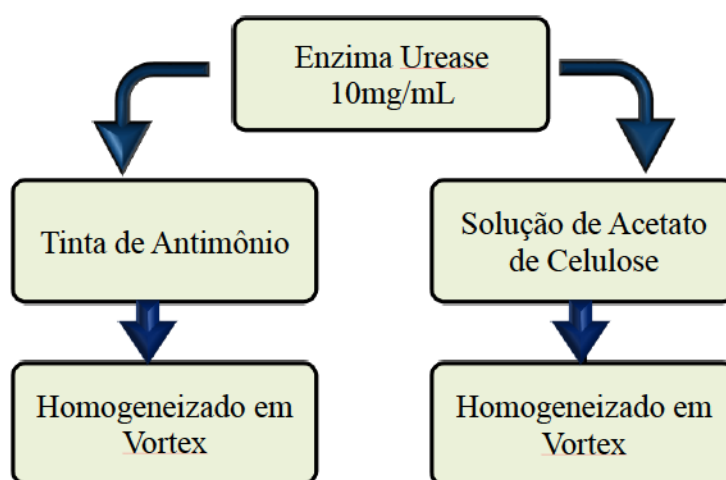 Enzima Urease
10mg/mL
Tinta de Antimônio
Solução de Acetato
de Celulose
Homogeneizado em
Vortex
Homogeneizado em
Vortex